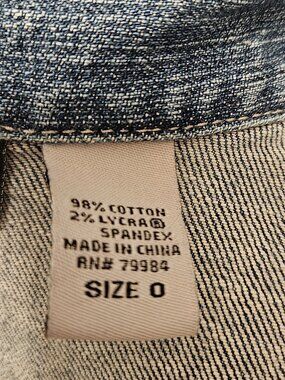 98% COTTON
2% LYCRA®
SPANDEX
MADE IN CHINA
RN# 79984
SIZE 0